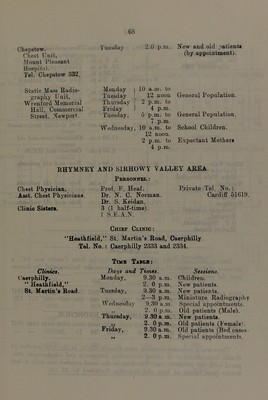 68
Chepstow. Tuesday 2.0 p.m. New and old patients
Chest Unit, (by appointment).
Mount Pleasant
Hospital.
Tel. Chepstow 332.
Static Mass Radio- Monday 10 a.m. to
graphy Unit, Tuesday 12 noon General Population.
Wrenford Memorial Thursday 2 p.m. to
Hall, Commercial Friday 4 p.m.
Street, Newport. Tuesday, 5 p.m. to General Population.
7 p.m.
Wednesday, 10 a.m. to School Children.
12 noon
2 p.m. to Expectant Mothers
4 p.m.
RHYMNEY AND SIRHOWY VALLEY AREA.
Personnel:
Chest Physician. Prof. F. Heaf. Private Tel. No.:
Asst. Chest Physicians. Dr. N. C. Norman. Cardiff 51619.
Dr. S. Keidan.
Clinic Sisters. 3 (1 half-time).
1 S.E.A.N.
Chief Clinic:
"Heathfield," St. Martin's Road, Caerphilly
Tel. No.: Caerphilly 2333 and 2334.
Time Table:
Clinics. Days and Times. Sessions.
Caerphilly. Monday, 9.30 a.m. Children.
"Heathfield," 2. 0 p.m. New patients.
St. Martin's Road. Tuesday, 9.30 a.m. New patients.
2—3 p.m. Miniature Radiography
Wednesday 9.30 a.m. Special appointments.
" 2. 0 p.m. Old patients (Male).
Thursday, 9.30 a.m. New patients.
" 2. 0 p.m. Old patients (Female)
Friday, 9.30 a.m. Old patients (Bed cases
" 2. 0 p.m. Special appointments.